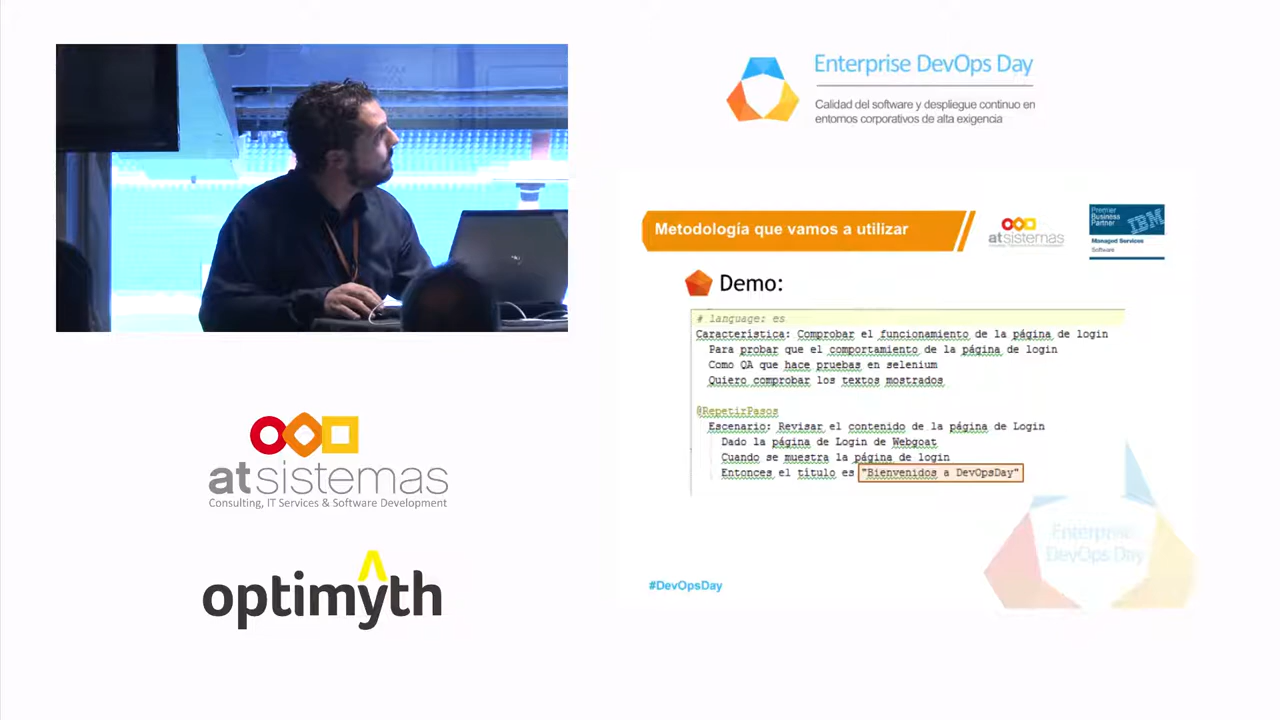 Enterprise DevOps Day
Calidad del software y despliegue continuo en
entornos corporativos de alta exigencia
Metodología que vamos a utilizar
atsistemas
Premier
Business
Partner
IBM
Managed Services
Software
Demo:
# language: es
Característica: Comprobar el funcionamiento de la página de login
Para probar que el comportamiento de la página de login
Como QA que hace pruebas en selenium
Quiero comprobar los textos mostrados
@RepetirPasos
Escenario: Revisar el contenido de la página de Login
Dado la página de Login de Webgoat
Cuando se muestra la página de login
Entonces el título es "Bienvenidos a DevOpsDay"
Enterprise
DevOps Day
#DevOpsDay
atsistemas
Consulting, IT Services & Software Development
optimyth